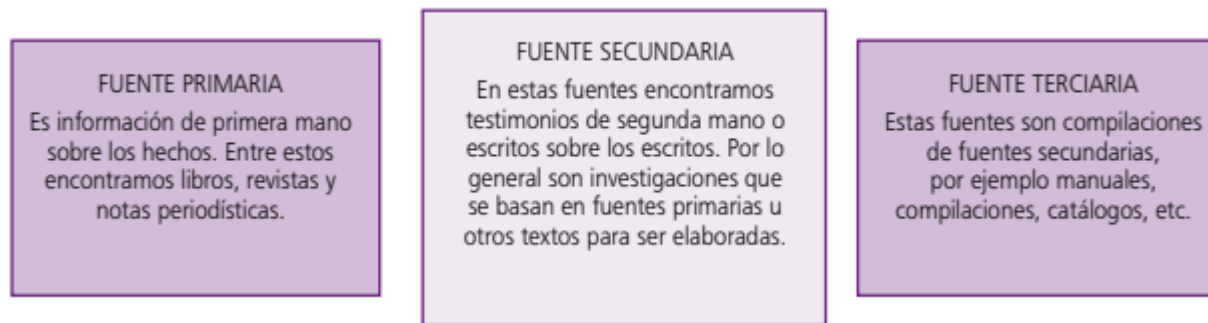 FUENTE PRIMARIA
Es información de primera mano
sobre los hechos. Entre estos
encontramos libros, revistas y
notas periodísticas.
FUENTE SECUNDARIA
En estas fuentes encontramos
testimonios de segunda mano o
escritos sobre los escritos. Por lo
general son investigaciones que
se basan en fuentes primarias u
otros textos para ser elaboradas.
FUENTE TERCIARIA
Estas fuentes son compilaciones
de fuentes secundarias,
por ejemplo manuales,
compilaciones, catálogos, etc.